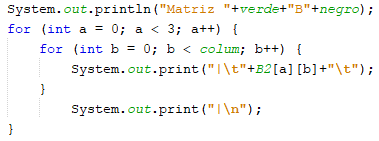 System.out.println("Matriz "+verde+"B"+negro);
for (int a = 0; a < 3; a++) {
    for (int b = 0; b < colum; b++) {
        System.out.print("|\t"+B2[a][b]+"\t");
    }
        System.out.print("|\n");
}